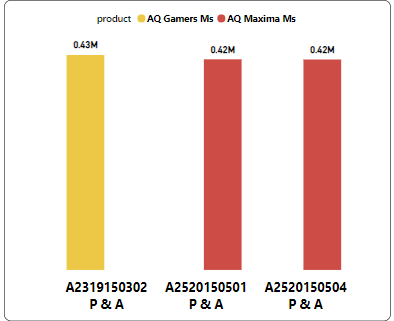 product AQ Gamers Ms AQ Maxima Ms
0.43M 0.42M 0.42M
A2319150302 A2520150501 A2520150504
P & A P & A P & A